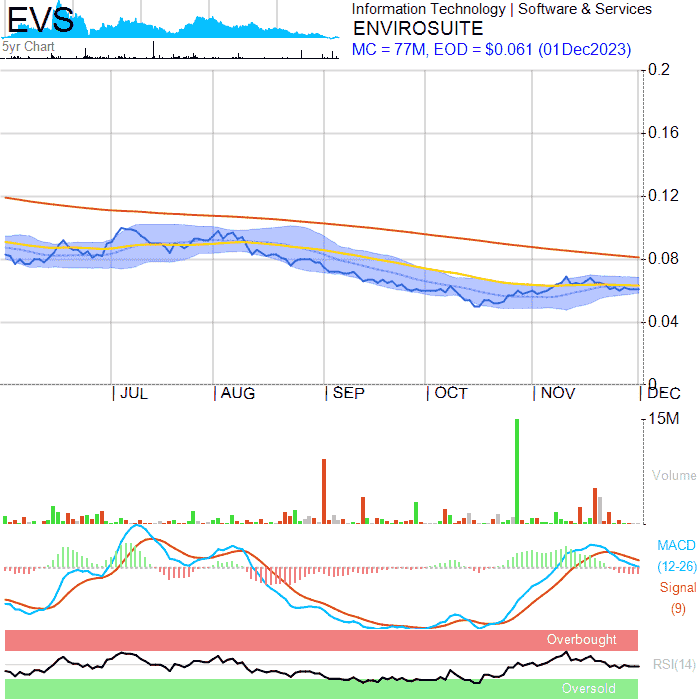 EVS
5yr Chart
Information Technology | Software & Services
ENVIROSUITE
MC = 77M, EOD = $0.061 (01Dec2023)
0.2
0.16
0.12
0.08
0.04
0
| JUL | AUG | SEP | OCT | NOV | DEC
15M
Volume
MACD
(12-26)
Signal
(9)
Overbought
RSI(14)
Oversold